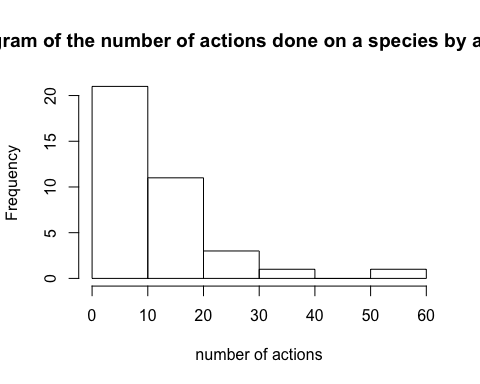 gram of the number of actions done on a species by a
Frequency
20
15
10
5
0
0 10 20 30 40 50 60
number of actions